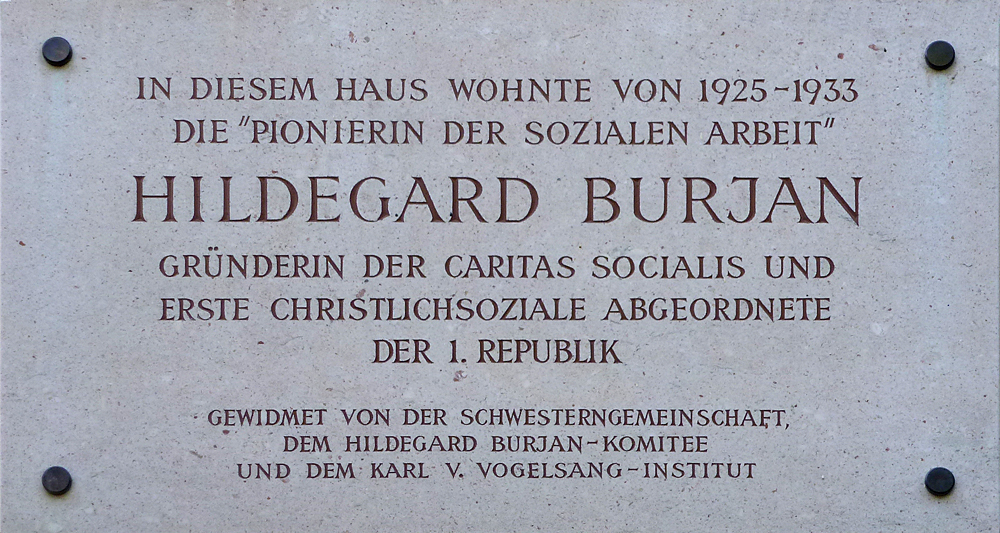 IN DIESEM HAUS WOHNTE VON 1925-1933
DIE "PIONIERIN DER SOZIALEN ARBEIT"
HILDEGARD BURJAN
GRÜNDERIN DER CARITAS SOCIALIS UND
ERSTE CHRISTLICHSOZIALE ABGEORDNETE
DER 1. REPUBLIK
GEWIDMET VON DER SCHWESTERNGEMEINSCHAFT,
DEM HILDEGARD BURJAN-KOMITEE
UND DEM KARL V. VOGELSANG-INSTITUT